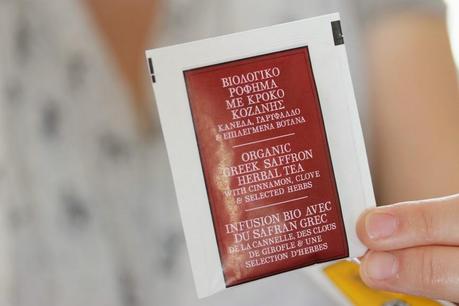 ΒΙΟΛΟΓΙΚΟ
ΡΟΦΗΜΑ
ΜΕ ΚΡΟΚΟ
ΚΟΖΑΝΗΣ
ΚΑΝΕΛΑ, ΓΑΡΙΦΑΛΛΟ
& ΕΠΙΛΕΓΜΕΝΑ ΒΟΤΑΝΑ
ORGANIC
GREEK SAFFRON
HERBAL TEA
WITH CINNAMON, CLOVE
& SELECTED HERBS
INFUSION BIO AVEC
DU SAFRAN GREC
DE LA CANNELLE, DES CLOUS
DE GIROFLE & UNE
SELECTION D'HERBES